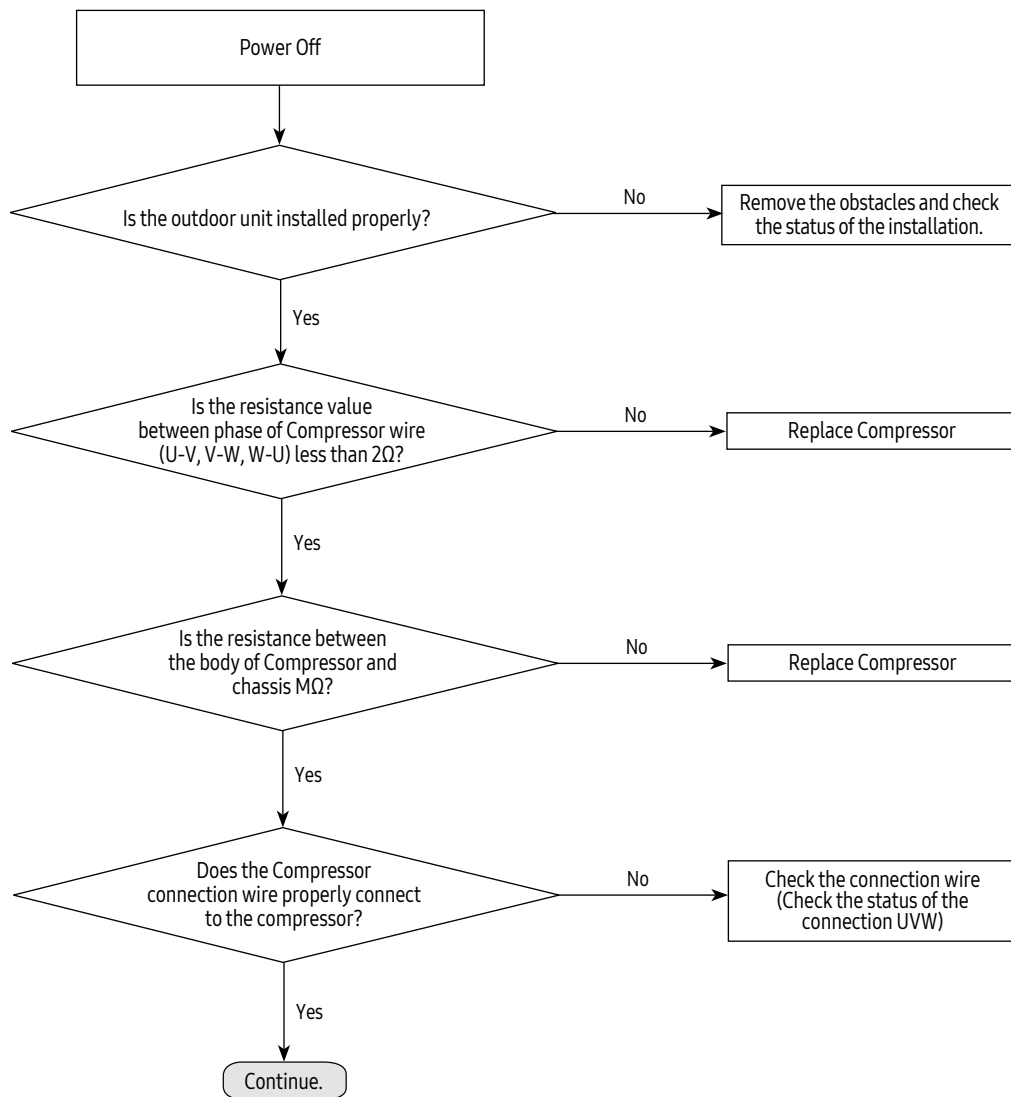 Power Off
Is the outdoor unit installed properly?
No
Remove the obstacles and check
the status of the installation.
Yes
Is the resistance value
between phase of Compressor wire
(U-V, V-W, W-U) less than 2Ω?
No
Replace Compressor
Yes
Is the resistance between
the body of Compressor and
chassis MΩ?
No
Replace Compressor
Yes
Does the Compressor
connection wire properly connect
to the compressor?
No
Check the connection wire
(Check the status of the
connection UVW)
Yes
Continue.